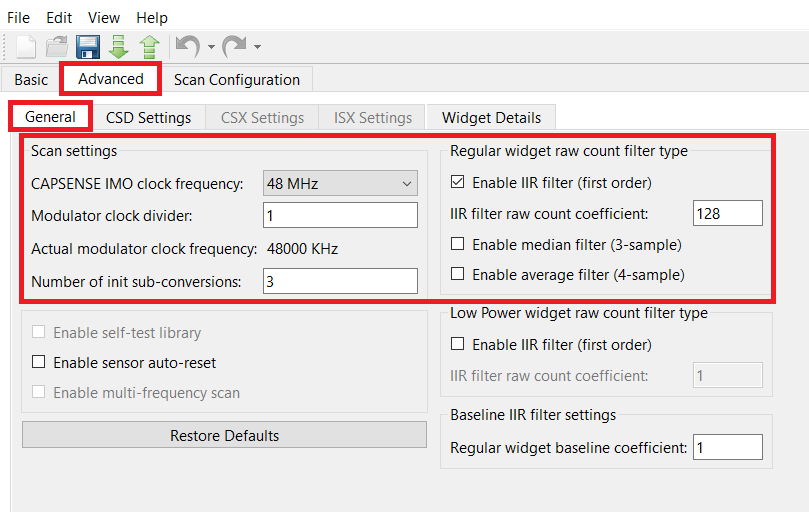 File Edit View Help
Basic Advanced Scan Configuration
General CSD Settings CSX Settings ISX Settings Widget Details
Scan settings
CAPSENSE IMO clock frequency: 48 MHz
Modulator clock divider: 1
Actual modulator clock frequency: 48000 KHz
Number of init sub-conversions: 3
Regular widget raw count filter type
Enable IIR filter (first order)
IIR filter raw count coefficient: 128
Enable median filter (3-sample)
Enable average filter (4-sample)
Enable self-test library
Enable sensor auto-reset
Enable multi-frequency scan
Restore Defaults
Low Power widget raw count filter type
Enable IIR filter (first order)
IIR filter raw count coefficient: 1
Baseline IIR filter settings
Regular widget baseline coefficient: 1